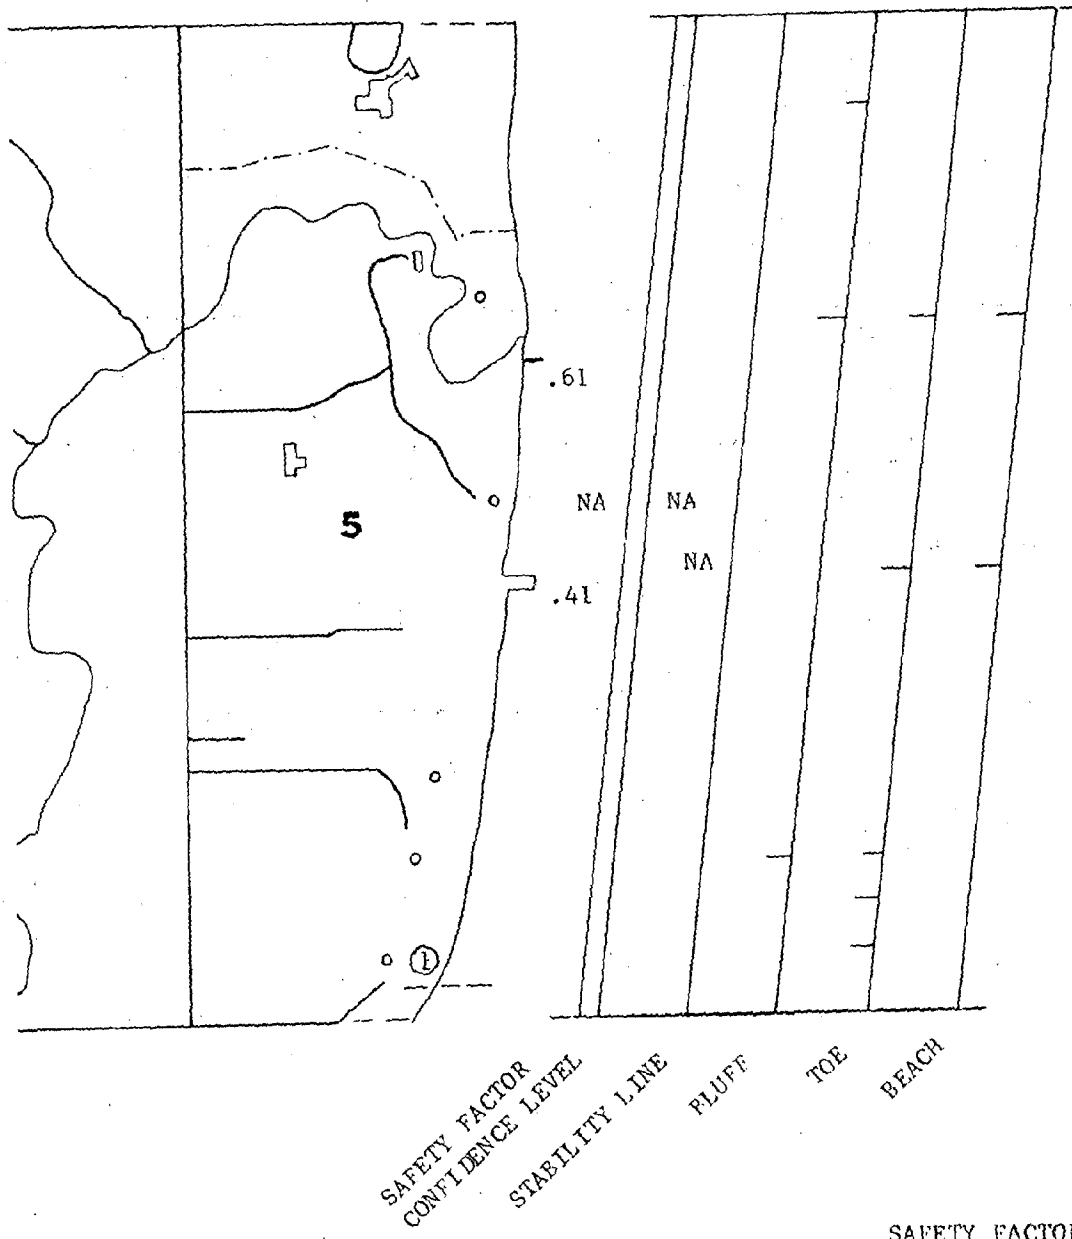 .61
NA NA
5
NA
.41
1
SAFETY FACTOR
CONFIDENCE LEVEL
STABILITY LINE
BLUFF
TOE
BEACH
SAFETY FACTOR